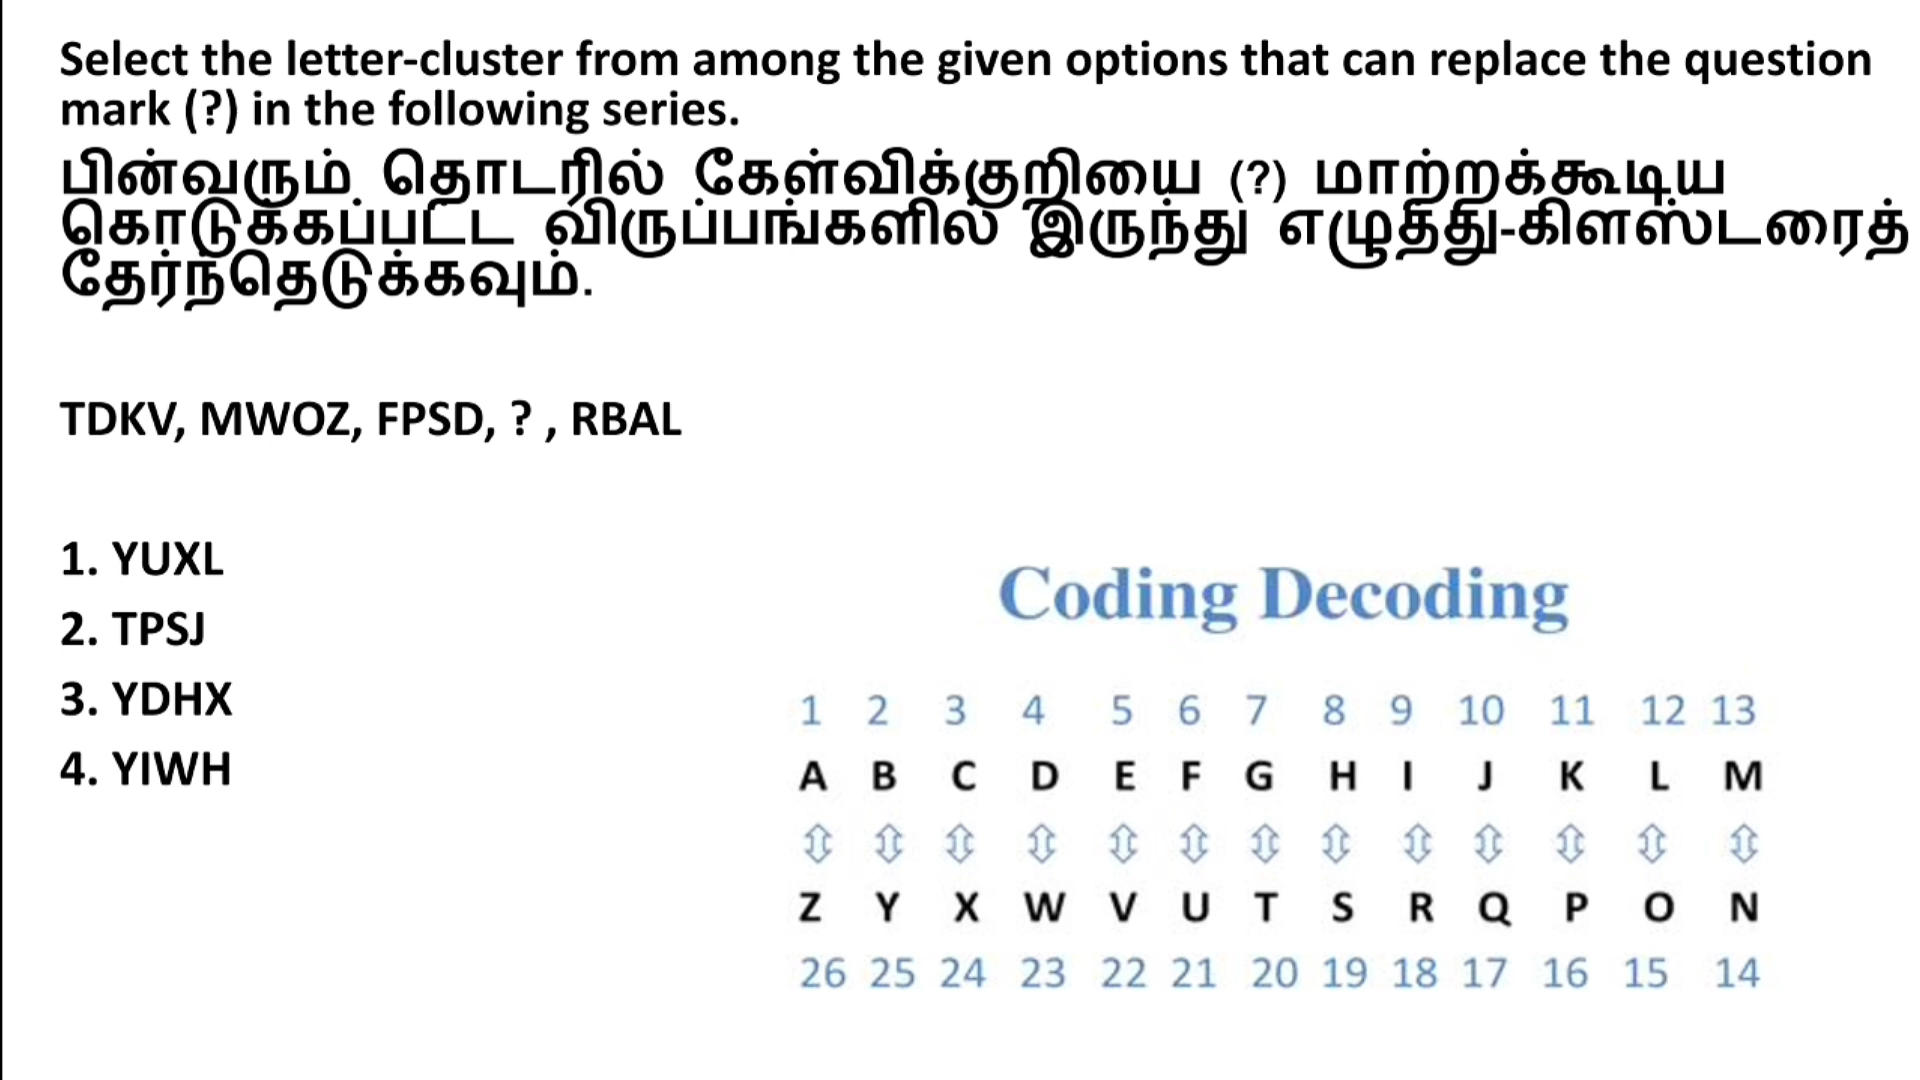 Select the letter-cluster from among the given options that can replace the question
mark (?) in the following series.
பின்வரும் தொடரில் கேள்விக்குறியை (?) மாற்றக்கூடிய
கொடுக்கப்பட்ட விருப்பங்களில் இருந்து எழுத்து-கிளஸ்டரைத்
தேர்ந்தெடுக்கவும்.
TDKV, MWOZ, FPSD, ? , RBAL
1. YUXL
2. TPSJ
3. YDHX
4. YIWH
Coding Decoding
1 2 3 4 5 6 7 8 9 10 11 12 13
A B C D E F G H I J K L M
⇕ ⇕ ⇕ ⇕ ⇕ ⇕ ⇕ ⇕ ⇕ ⇕ ⇕ ⇕ ⇕
Z Y X W V U T S R Q P O N
26 25 24 23 22 21 20 19 18 17 16 15 14